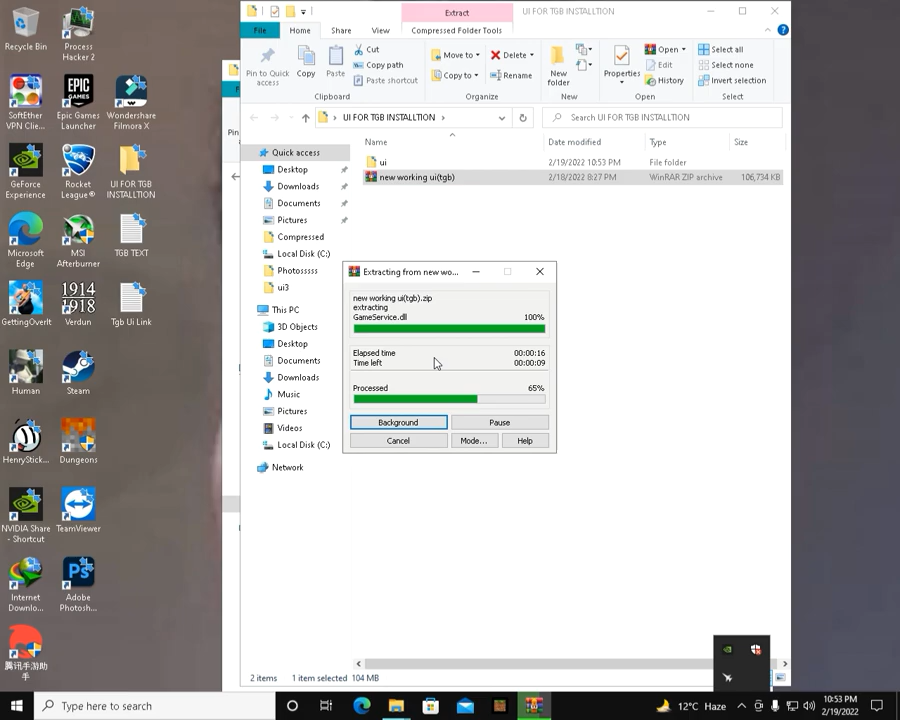 Recycle Bin
Process
Hacker 2
SoftEther
VPN Clie...
Epic Games
Launcher
Wondershare
Filmora X
GeForce
Experience
Rocket
League®
UI FOR TGB
INSTALLTION
Microsoft
Edge
MSI
Afterburner
TGB TEXT
GettingOverIt
1914
1918
Verdun
Tgb Ui Link
Human
Steam
HenryStick...
Dungeons
NVIDIA Share
- Shortcut
TeamViewer
Internet
Downlo...
Ps
Adobe
Photosh...
腾讯手游助
手
Extract
UI FOR TGB INSTALLTION
File
Home
Share
View
Compressed Folder Tools
Pin to Quick
access
Copy
Paste
Cut
Copy path
Paste shortcut
Clipboard
Move to
Copy to
Delete
Rename
Organize
New
folder
New
Properties
Open
Edit
History
Open
Select all
Select none
Invert selection
Select
UI FOR TGB INSTALLTION
Search UI FOR TGB INSTALLTION
Name
Date modified
Type
Size
ui
2/19/2022 10:53 PM
File folder
new working ui(tgb)
2/18/2022 8:27 PM
WinRAR ZIP archive
106,734 KB
Quick access
Desktop
Downloads
Documents
Pictures
Compressed
Local Disk (C:)
Photosssss
ui3
This PC
3D Objects
Desktop
Documents
Downloads
Music
Pictures
Videos
Local Disk (C:)
Network
Extracting from new wo...
new working ui(tgb).zip
extracting
GameService.dll
100%
Elapsed time
00:00:16
Time left
00:00:09
Processed
65%
Background
Pause
Cancel
Mode...
Help
2 items
1 item selected 104 MB
Pin
Type here to search
12°C Haze
10:53 PM
2/19/2022